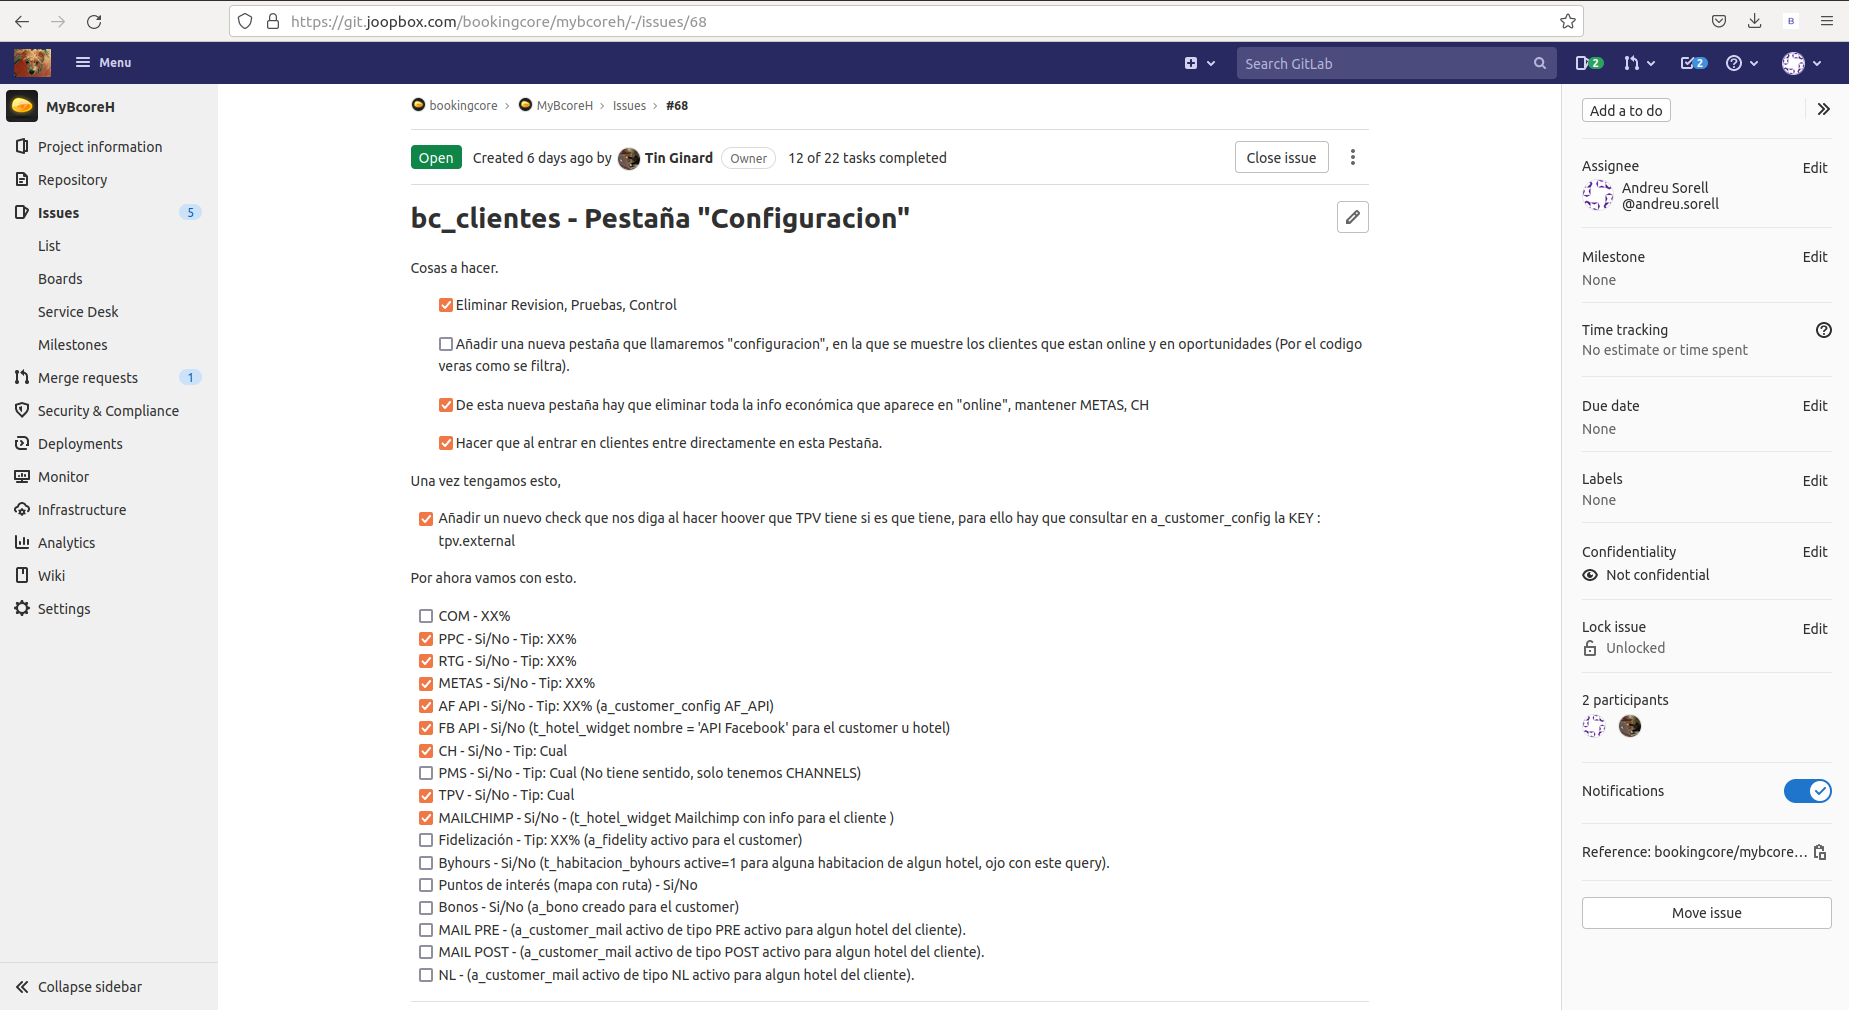 https://git.joopbox.com/bookingcore/mybcoreh/-/issues/68
B
Menu
Search GitLab
2
2
MyBcoreH
Project information
Repository
Issues 5
List
Boards
Service Desk
Milestones
Merge requests 1
Security & Compliance
Deployments
Monitor
Infrastructure
Analytics
Wiki
Settings
Collapse sidebar
bookingcore › MyBcoreH › Issues › #68
Open Created 6 days ago by Tin Ginard Owner 12 of 22 tasks completed
Close issue
bc_clientes - Pestaña "Configuracion"
Cosas a hacer.
Eliminar Revision, Pruebas, Control
Añadir una nueva pestaña que llamaremos "configuracion", en la que se muestre los clientes que estan online y en oportunidades (Por el codigo
veras como se filtra).
De esta nueva pestaña hay que eliminar toda la info económica que aparece en "online", mantener METAS, CH
Hacer que al entrar en clientes entre directamente en esta Pestaña.
Una vez tengamos esto,
Añadir un nuevo check que nos diga al hacer hoover que TPV tiene si es que tiene, para ello hay que consultar en a_customer_config la KEY :
tpv.external
Por ahora vamos con esto.
COM - XX%
PPC - Si/No - Tip: XX%
RTG - Si/No - Tip: XX%
METAS - Si/No - Tip: XX%
AF API - Si/No - Tip: XX% (a_customer_config AF_API)
FB API - Si/No (t_hotel_widget nombre = 'API Facebook' para el customer u hotel)
CH - Si/No - Tip: Cual
PMS - Si/No - Tip: Cual (No tiene sentido, solo tenemos CHANNELS)
TPV - Si/No - Tip: Cual
MAILCHIMP - Si/No - (t_hotel_widget Mailchimp con info para el cliente )
Fidelización - Tip: XX% (a_fidelity activo para el customer)
Byhours - Si/No (t_habitacion_byhours active=1 para alguna habitacion de algun hotel, ojo con este query).
Puntos de interés (mapa con ruta) - Si/No
Bonos - Si/No (a_bono creado para el customer)
MAIL PRE - (a_customer_mail activo de tipo PRE activo para algun hotel del cliente).
MAIL POST - (a_customer_mail activo de tipo POST activo para algun hotel del cliente).
NL - (a_customer_mail activo de tipo NL activo para algun hotel del cliente).
Add a to do
Assignee Edit
Andreu Sorell
@andreu.sorell
Milestone Edit
None
Time tracking
No estimate or time spent
Due date Edit
None
Labels Edit
None
Confidentiality Edit
Not confidential
Lock issue Edit
Unlocked
2 participants
Notifications
Reference: bookingcore/mybcore...
Move issue